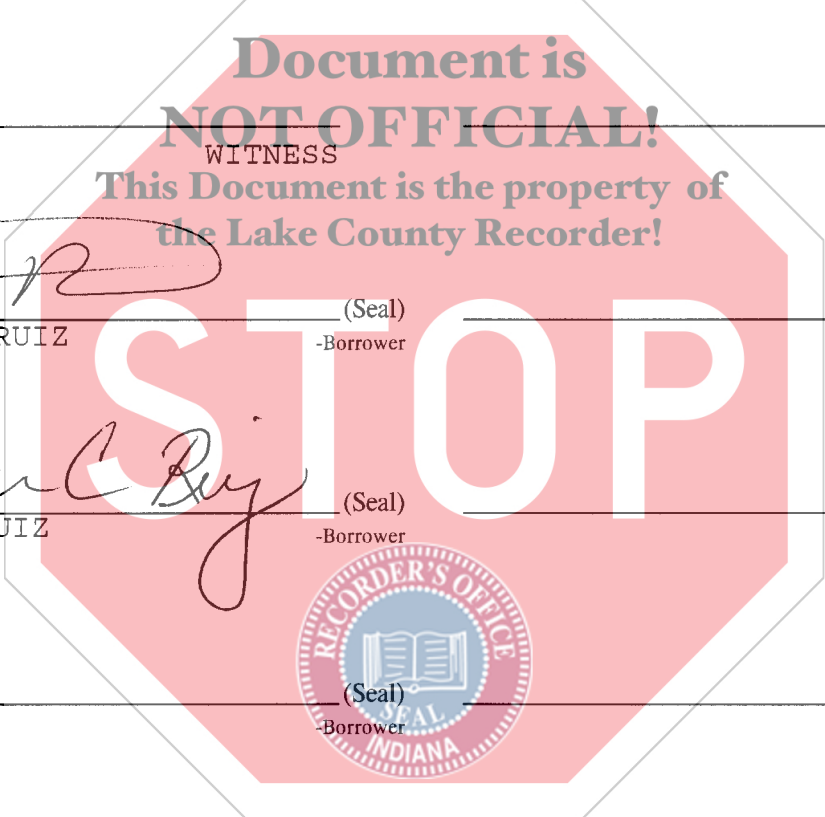 Document is
NOT OFFICIAL!
WITNESS
This Document is the property of
the Lake County Recorder!
(Seal)
RUIZ
-Borrower
STOP
C Ruiz
(Seal)
UIZ
-Borrower
RECORDER'S OFFICE
(Seal)
SEAL
-Borrower
INDIANA